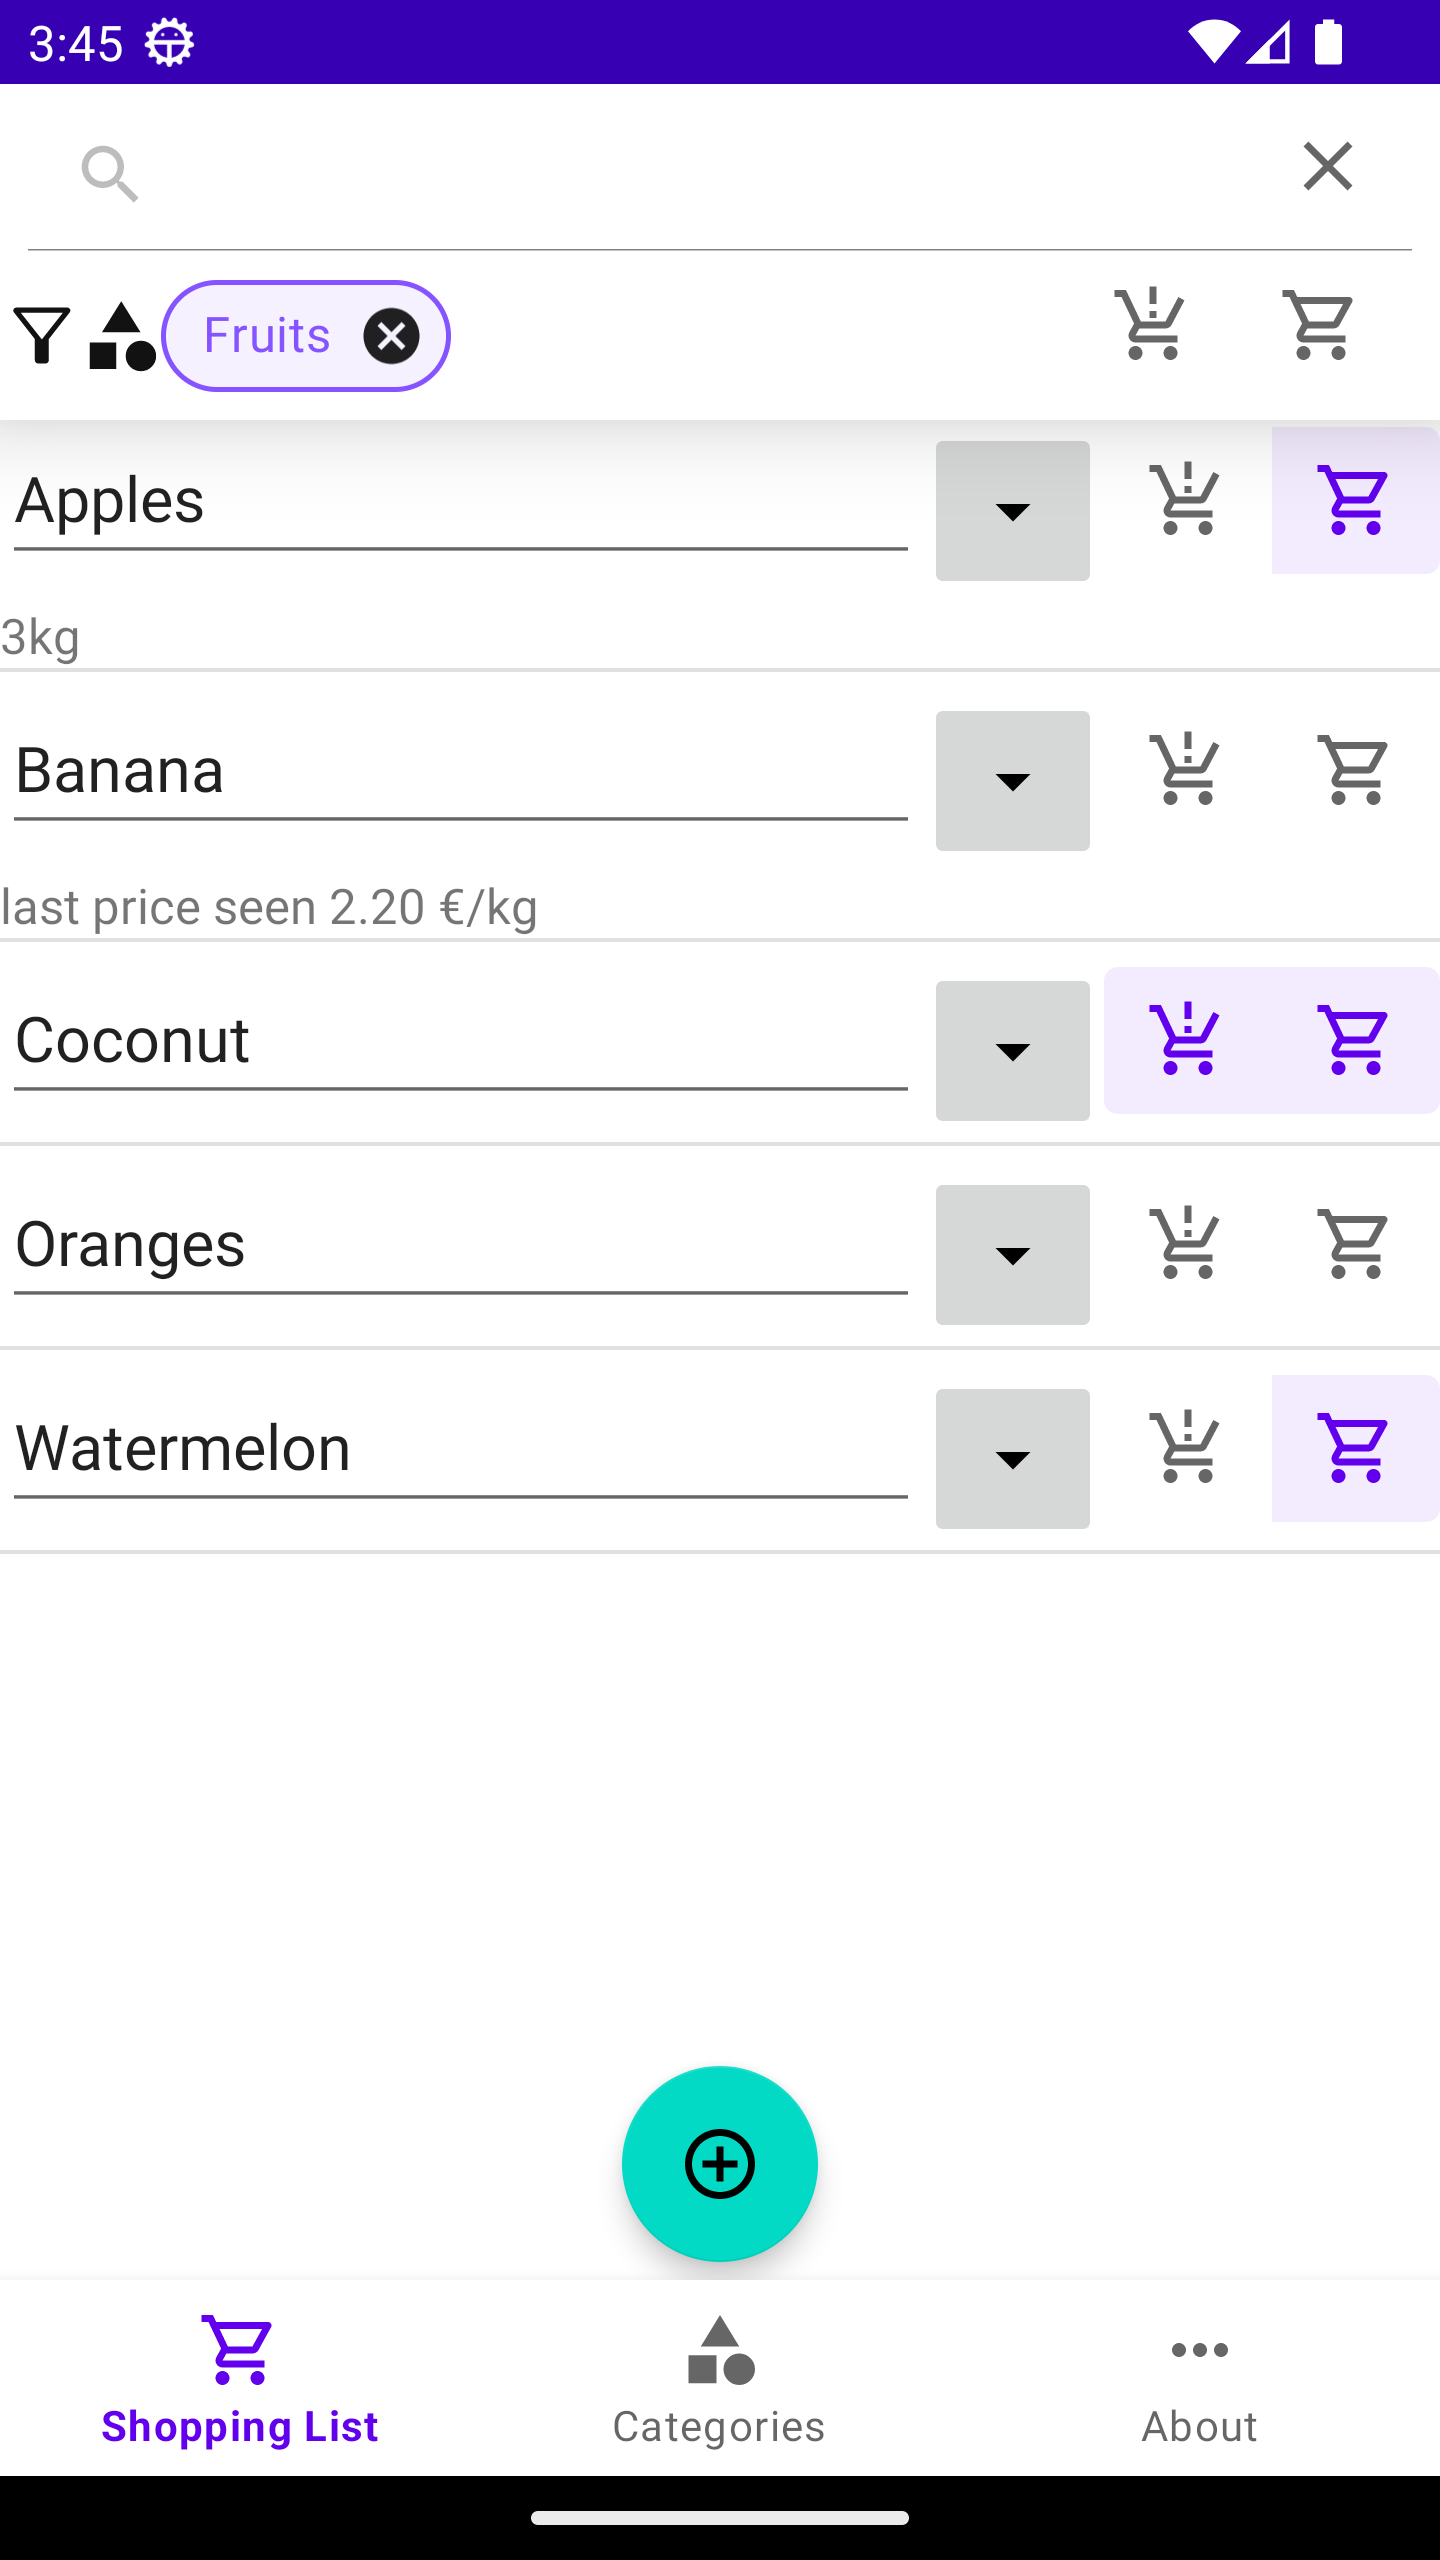 3:45
Fruits
Apples
3kg
Banana
last price seen 2.20 €/kg
Coconut
Oranges
Watermelon
Shopping List
Categories
About